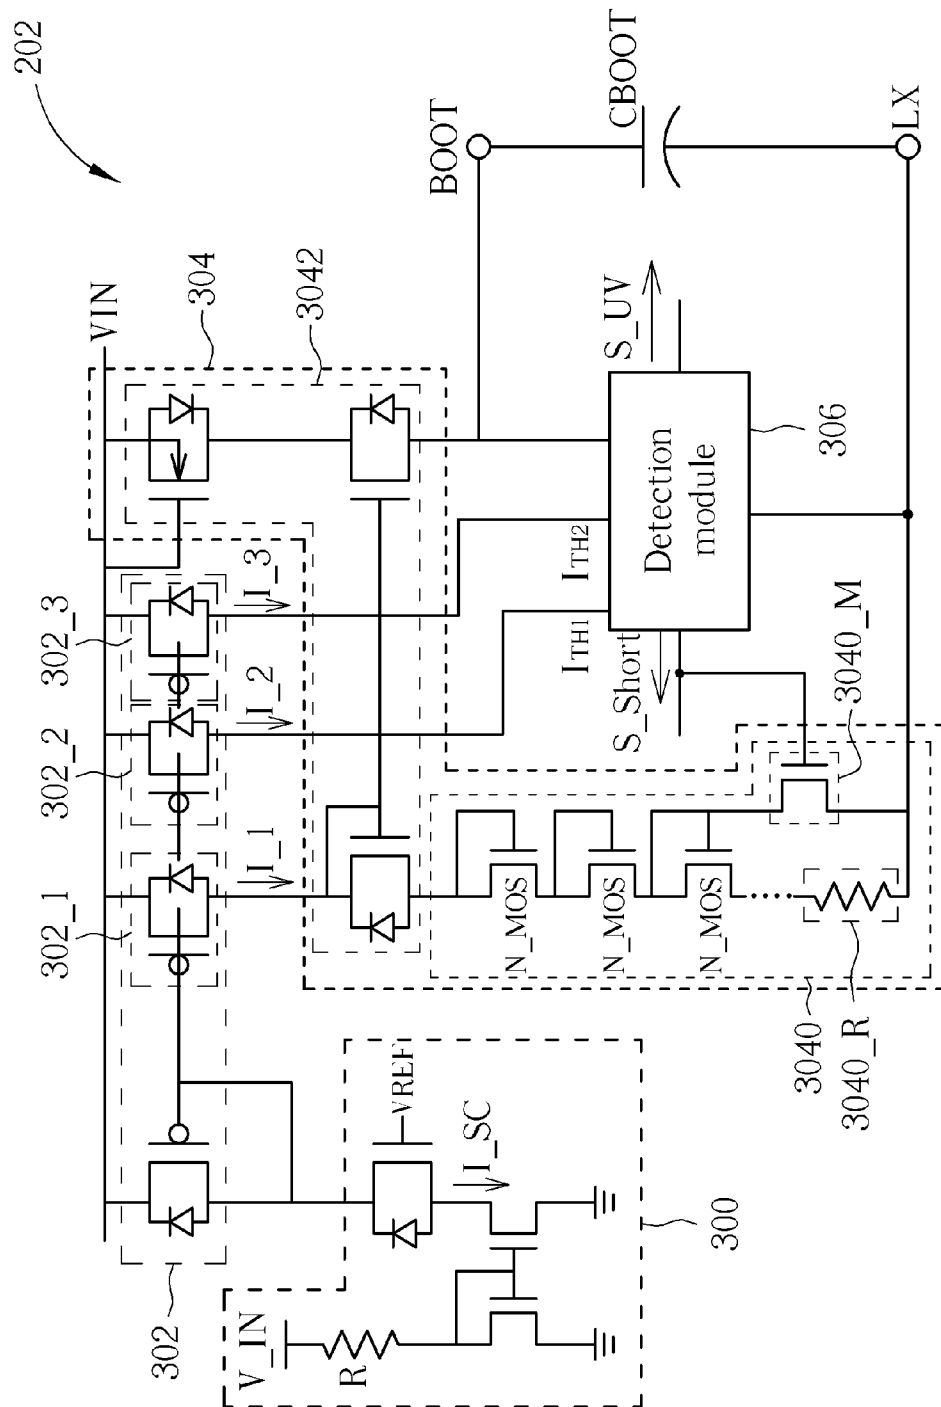 202
VIN
304
3042
BOOT
CBOOT
LX
S_UV
306
Detection
module
ITH1
ITH2
S_Short
3040_M
302_1
302_2
302_3
I_1
I_2
I_3
N_MOS
N_MOS
N_MOS
3040
3040_R
302
VREF
I_SC
300
V_IN
R